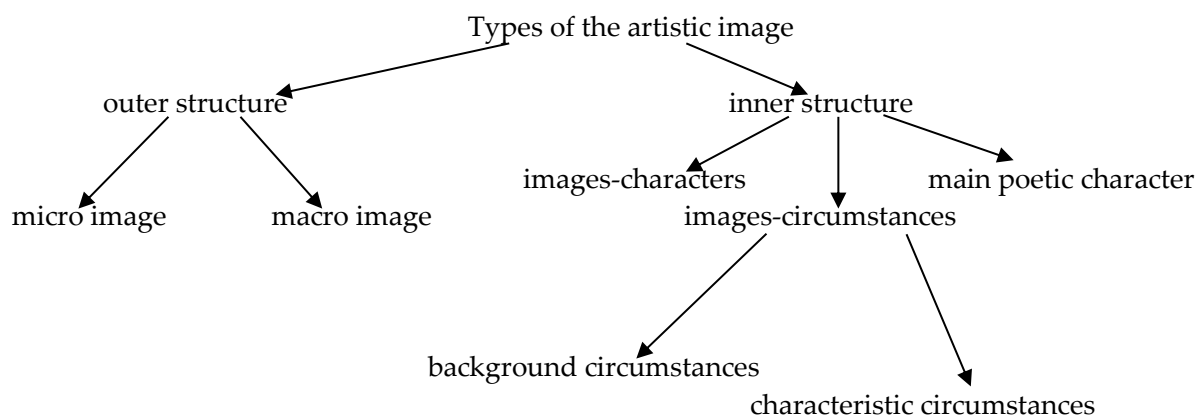 Types of the artistic image
outer structure
inner structure
images-characters
main poetic character
micro image
macro image
images-circumstances
background circumstances
characteristic circumstances